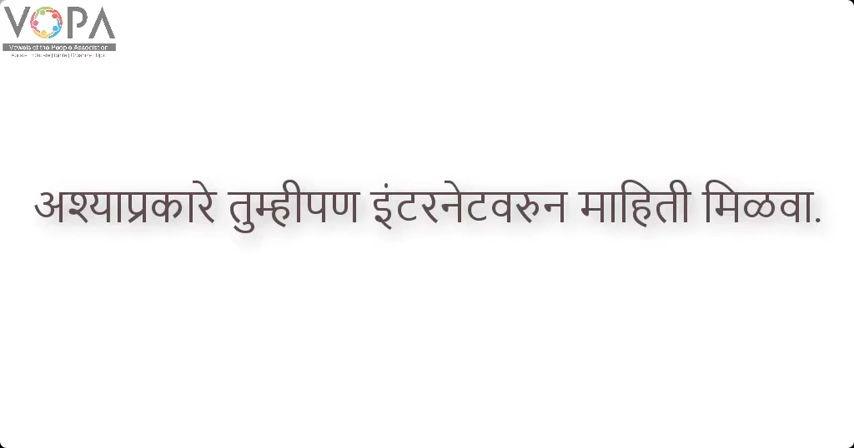 VOPA
Vowels of the People Association
अश्याप्रकारे तुम्हीपण इंटरनेटवरुन माहिती मिळवा.